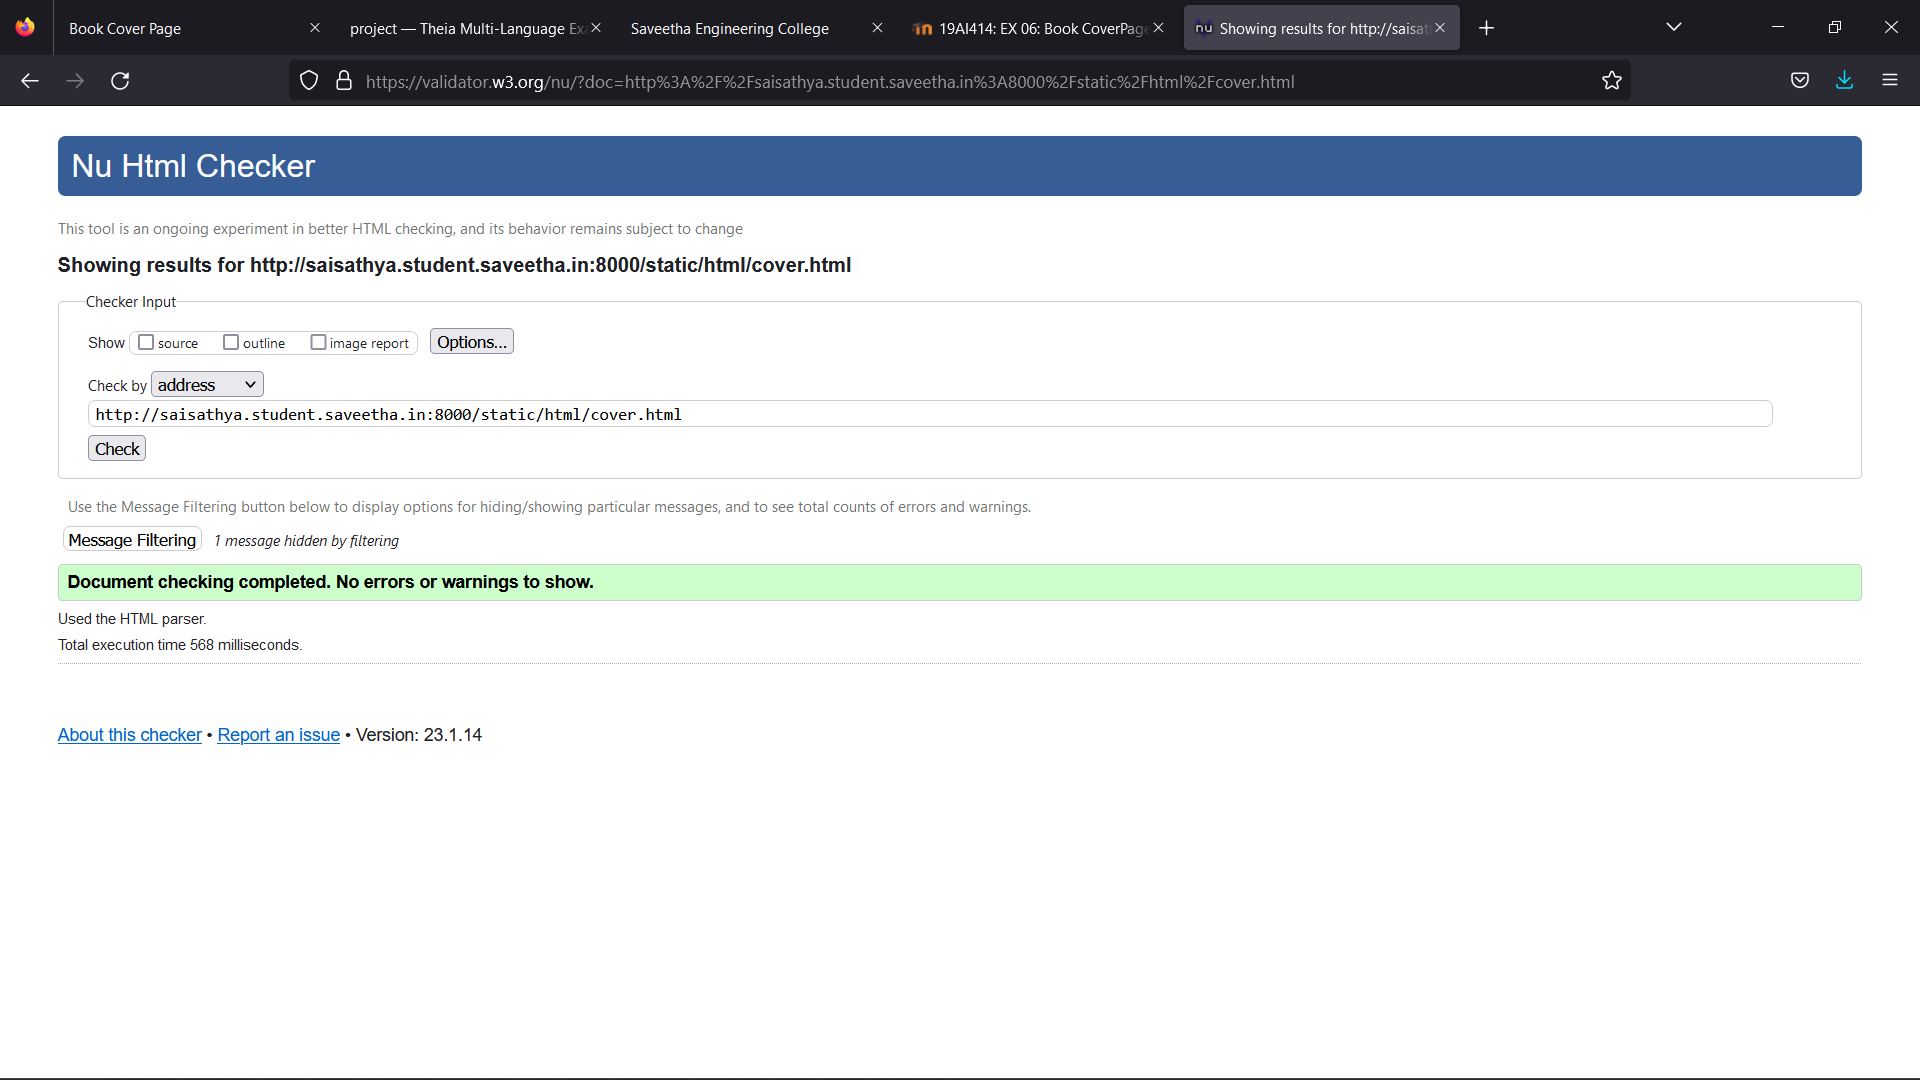 Book Cover Page
project — Theia Multi-Language Ex
Saveetha Engineering College
19AI414: EX 06: Book CoverPage
nu Showing results for http://saisat
https://validator.w3.org/nu/?doc=http%3A%2F%2Fsaisathya.student.saveetha.in%3A8000%2Fstatic%2Fhtml%2Fcover.html
Nu Html Checker
This tool is an ongoing experiment in better HTML checking, and its behavior remains subject to change
Showing results for http://saisathya.student.saveetha.in:8000/static/html/cover.html
Checker Input
Show source outline image report Options...
Check by address
http://saisathya.student.saveetha.in:8000/static/html/cover.html
Check
Use the Message Filtering button below to display options for hiding/showing particular messages, and to see total counts of errors and warnings.
Message Filtering 1 message hidden by filtering
Document checking completed. No errors or warnings to show.
Used the HTML parser.
Total execution time 568 milliseconds.
About this checker • Report an issue • Version: 23.1.14